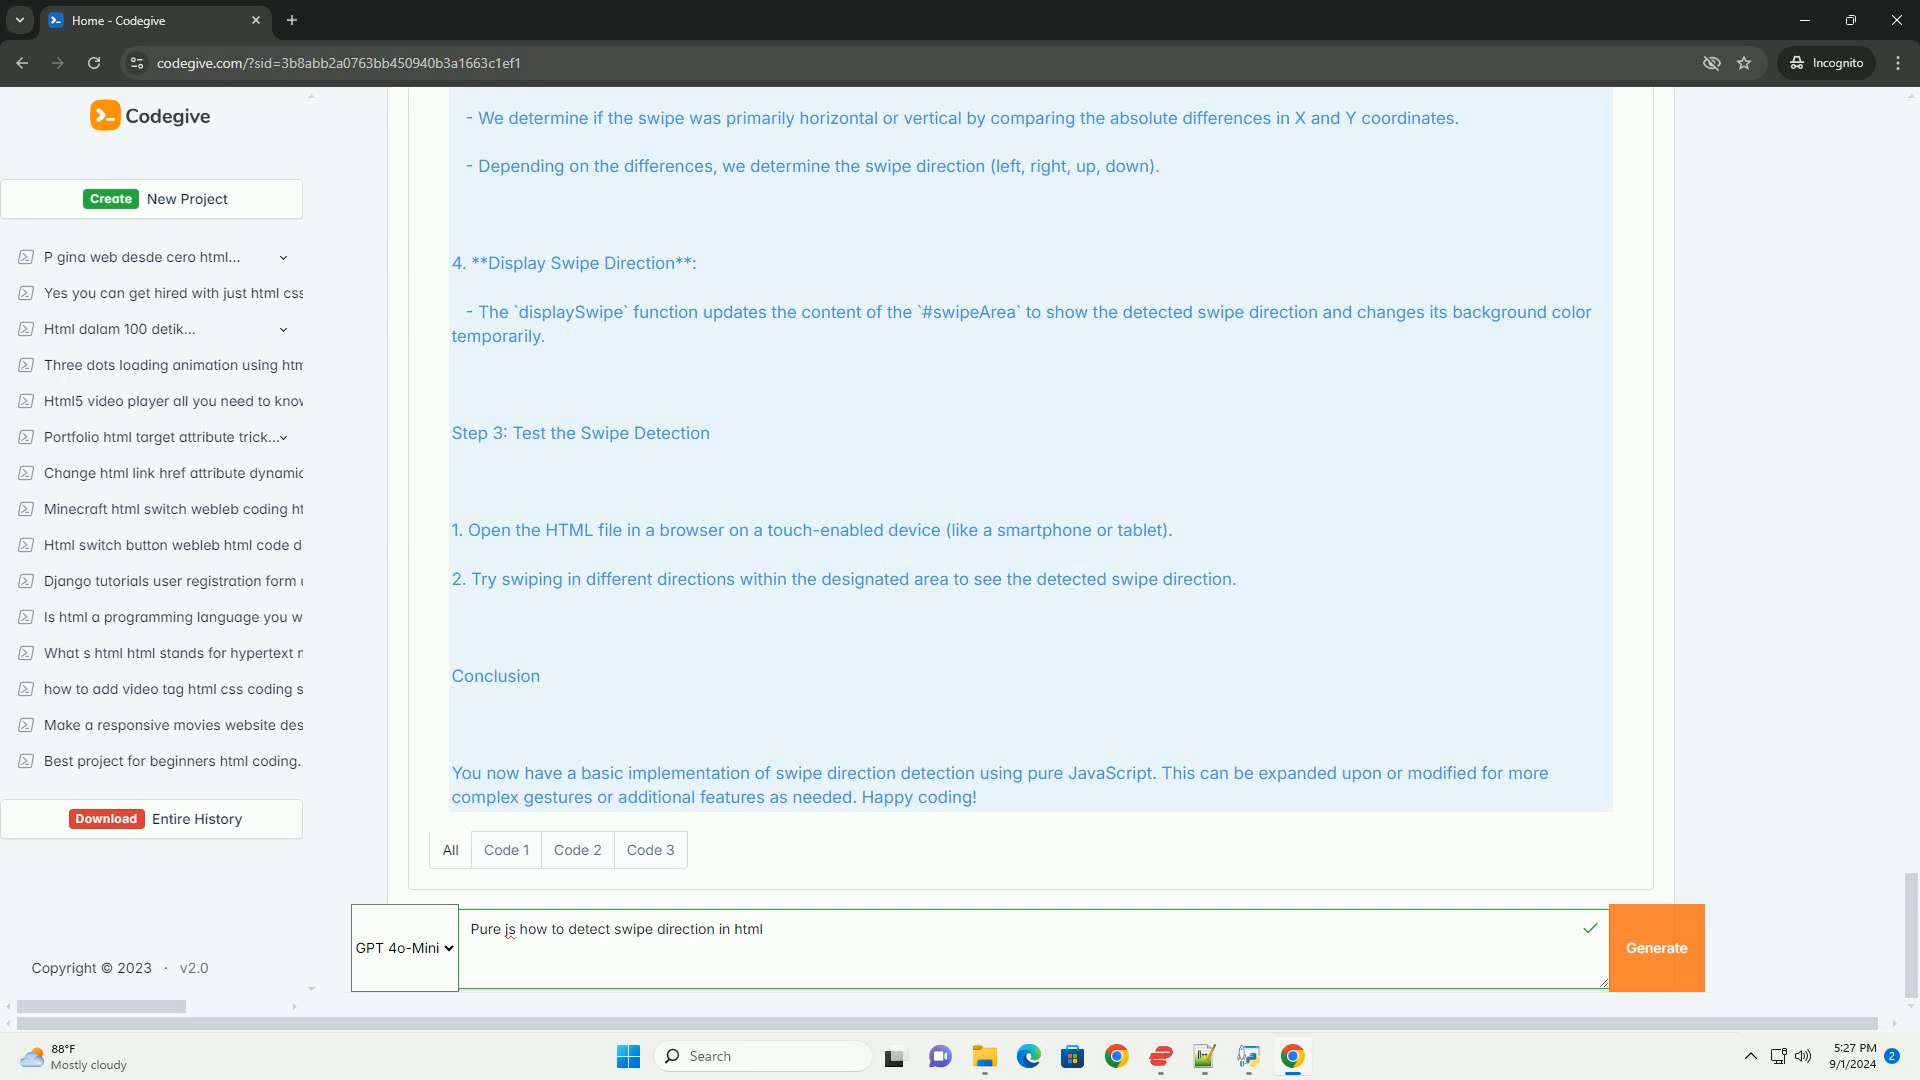 Home - Codegive
codegive.com/?sid=3b8abb2a0763bb450940b3a1663c1ef1
Incognito
Codegive
Create New Project
P gina web desde cero html...
Yes you can get hired with just html css
Html dalam 100 detik...
Three dots loading animation using htm
Html5 video player all you need to know
Portfolio html target attribute trick...
Change html link href attribute dynamic
Minecraft html switch webleb coding ht
Html switch button webleb html code d
Django tutorials user registration form u
Is html a programming language you w
What s html html stands for hypertext m
how to add video tag html css coding s
Make a responsive movies website des
Best project for beginners html coding.
Download Entire History
Copyright © 2023 · v2.0
- We determine if the swipe was primarily horizontal or vertical by comparing the absolute differences in X and Y coordinates.
- Depending on the differences, we determine the swipe direction (left, right, up, down).
4. **Display Swipe Direction**:
- The `displaySwipe` function updates the content of the `#swipeArea` to show the detected swipe direction and changes its background color
temporarily.
Step 3: Test the Swipe Detection
1. Open the HTML file in a browser on a touch-enabled device (like a smartphone or tablet).
2. Try swiping in different directions within the designated area to see the detected swipe direction.
Conclusion
You now have a basic implementation of swipe direction detection using pure JavaScript. This can be expanded upon or modified for more
complex gestures or additional features as needed. Happy coding!
All Code 1 Code 2 Code 3
GPT 4o-Mini
Pure js how to detect swipe direction in html
Generate
88°F
Mostly cloudy
Search
5:27 PM
9/1/2024
2